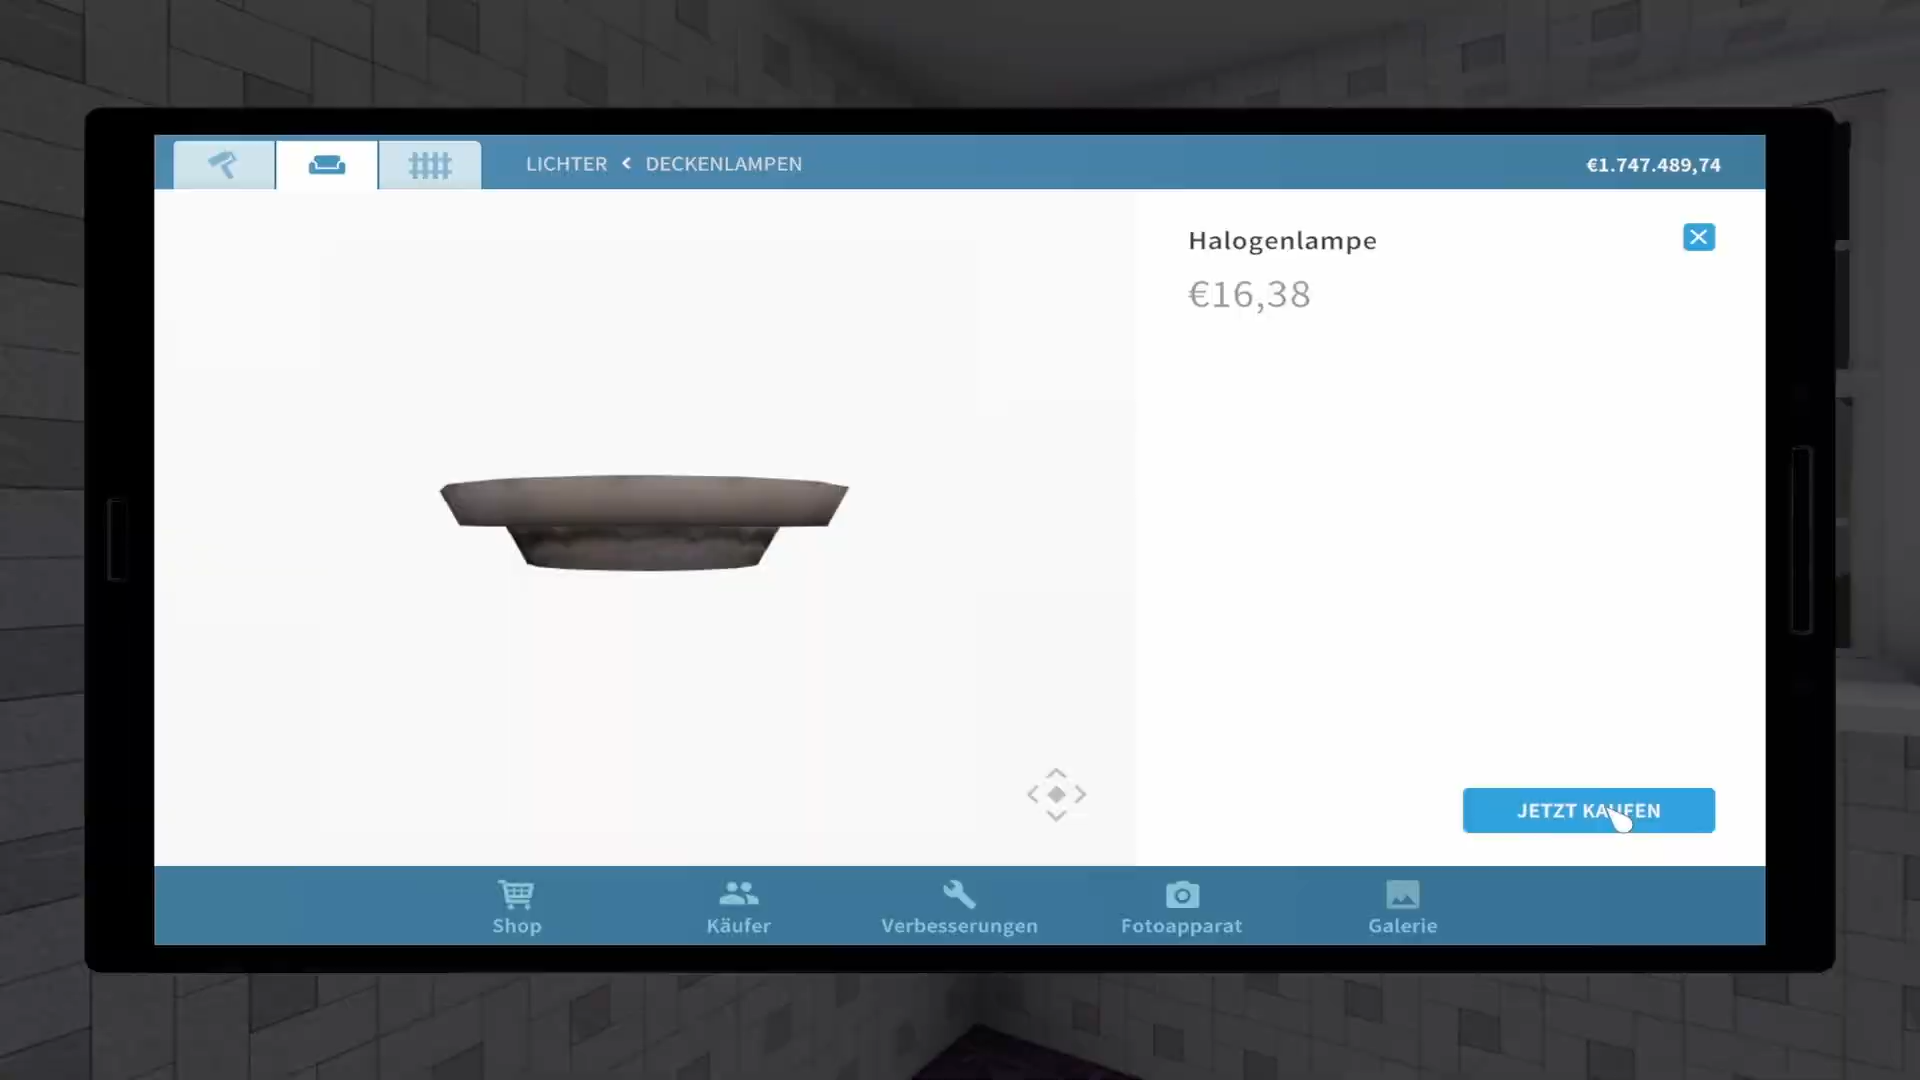 LICHTER < DECKENLAMPEN
€1.747.489,74
Halogenlampe
€16,38
JETZT KAUFEN
Shop
Käufer
Verbesserungen
Fotoapparat
Galerie